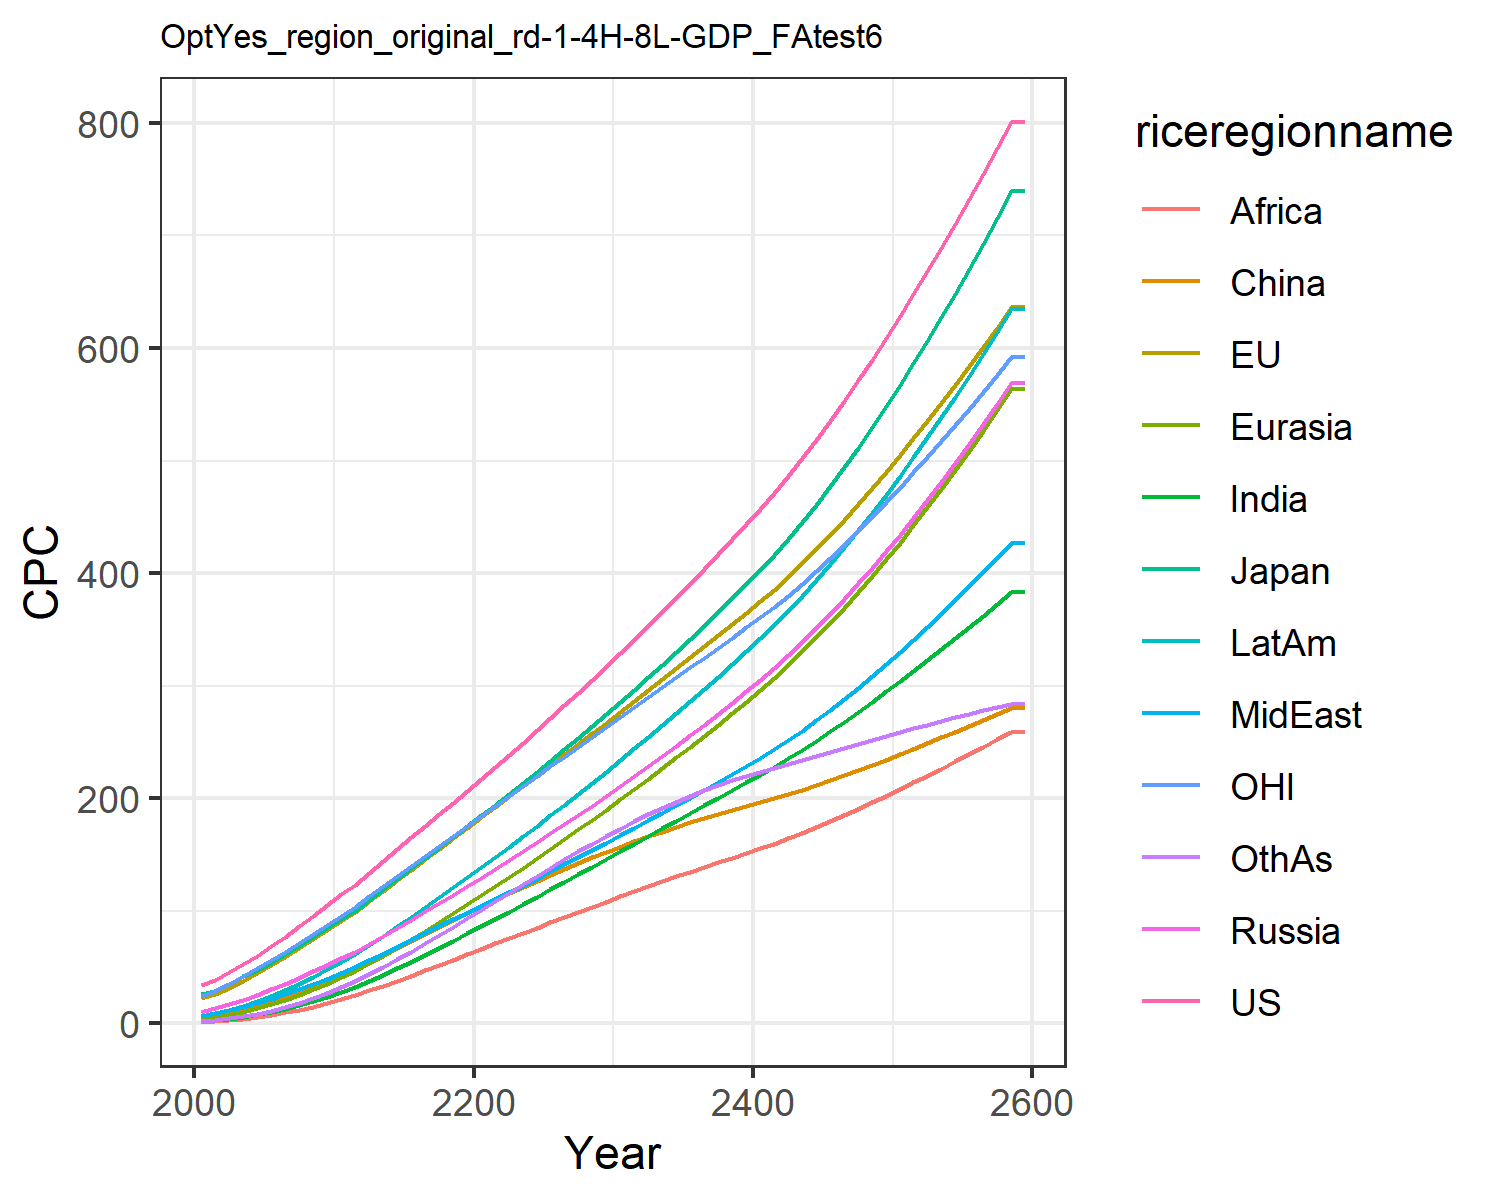 OptYes_region_original_rd-1-4H-8L-GDP_FAtest6
800
600
400
200
0
CPC
2000 2200 2400 2600
Year
riceregionname
Africa
China
EU
Eurasia
India
Japan
LatAm
MidEast
OHI
OthAs
Russia
US